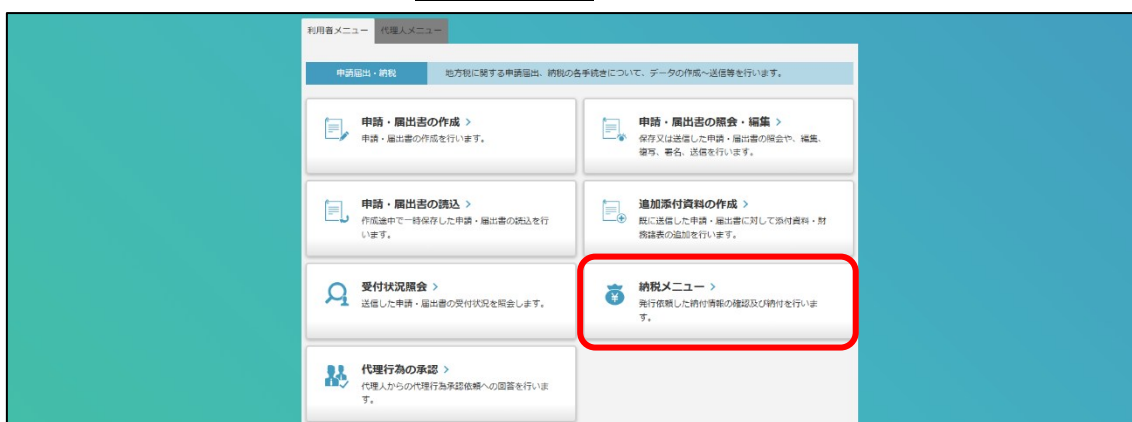 利用者メニュー
代理人メニュー
申請届出・納税
地方税に関する申請届出、納税の各手続きについて、データの作成～送信等を行います。
申請・届出書の作成 >
申請・届出書の作成を行います。
申請・届出書の照会・編集 >
保存又は送信した申請・届出書の照会や、編集、
複写、署名、送信を行います。
申請・届出書の読込 >
作成途中で一時保存した申請・届出書の読込を行
います。
追加添付資料の作成 >
既に送信した申請・届出書に対して添付資料・財
務諸表の追加を行います。
受付状況照会 >
送信した申請・届出書の受付状況を照会します。
納税メニュー >
発行依頼した納付情報の確認及び納付を行いま
す。
代理行為の承認 >
代理人からの代理行為承認依頼への回答を行いま
す。